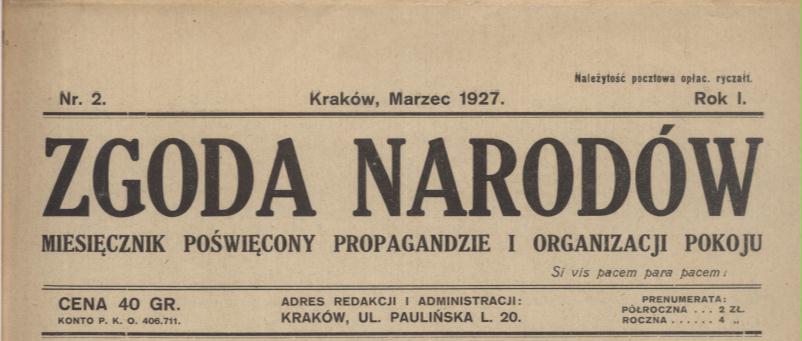 Należytość pocztowa opłac. ryczałt.
Nr. 2. Kraków, Marzec 1927. Rok I.
ZGODA NARODÓW
MIESIĘCZNIK POŚWIĘCONY PROPAGANDZIE I ORGANIZACJI POKOJU
Si vis pacem para pacem:
CENA 40 GR.
KONTO P. K. O. 406.711.
ADRES REDAKCJI I ADMINISTRACJI:
KRAKÓW, UL. PAULIŃSKA L. 20.
PRENUMERATA:
PÓŁROCZNA . . . 2 ZŁ.
ROCZNA . . . . . . 4 „